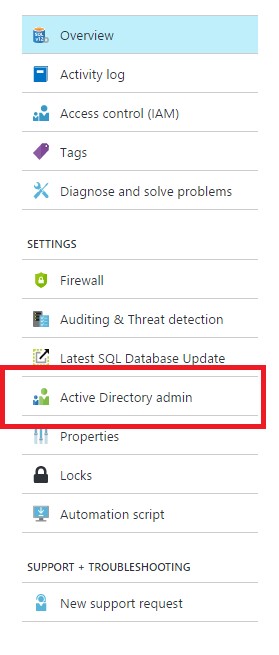 Overview
Activity log
Access control (IAM)
Tags
Diagnose and solve problems
SETTINGS
Firewall
Auditing & Threat detection
Latest SQL Database Update
Active Directory admin
Properties
Locks
Automation script
SUPPORT + TROUBLESHOOTING
New support request